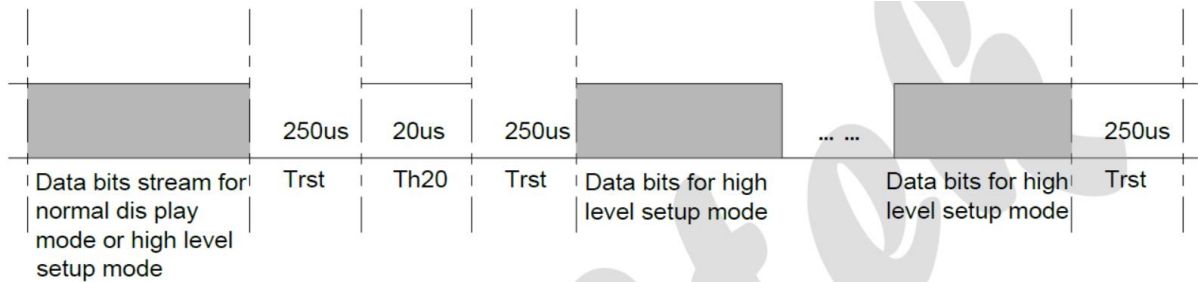 250us
20us
250us
... ...
250us
Trst
Th20
Trst
Trst
Data bits stream for
normal dis play
mode or high level
setup mode
Data bits for high
level setup mode
Data bits for high
level setup mode